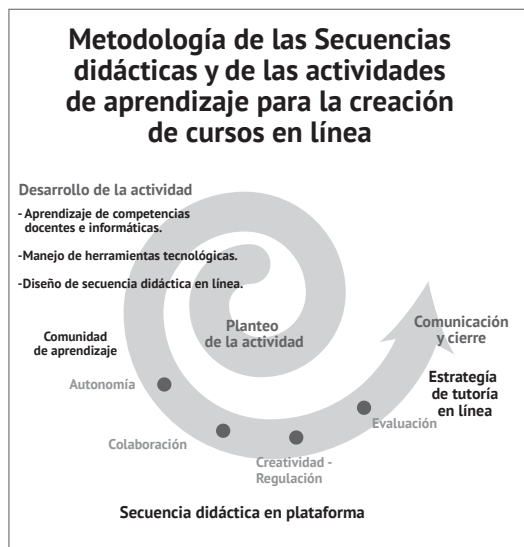 Metodología de las Secuencias
didácticas y de las actividades
de aprendizaje para la creación
de cursos en línea
Desarrollo de la actividad
- Aprendizaje de competencias
docentes e informáticas.
-Manejo de herramientas tecnológicas.
-Diseño de secuencia didáctica en línea.
Planteo
de la actividad
Comunicación
y cierre
Comunidad
de aprendizaje
Estrategía
de tutoría
en línea
Autonomía
Colaboración
Creatividad -
Regulación
Evaluación
Secuencia didáctica en plataforma